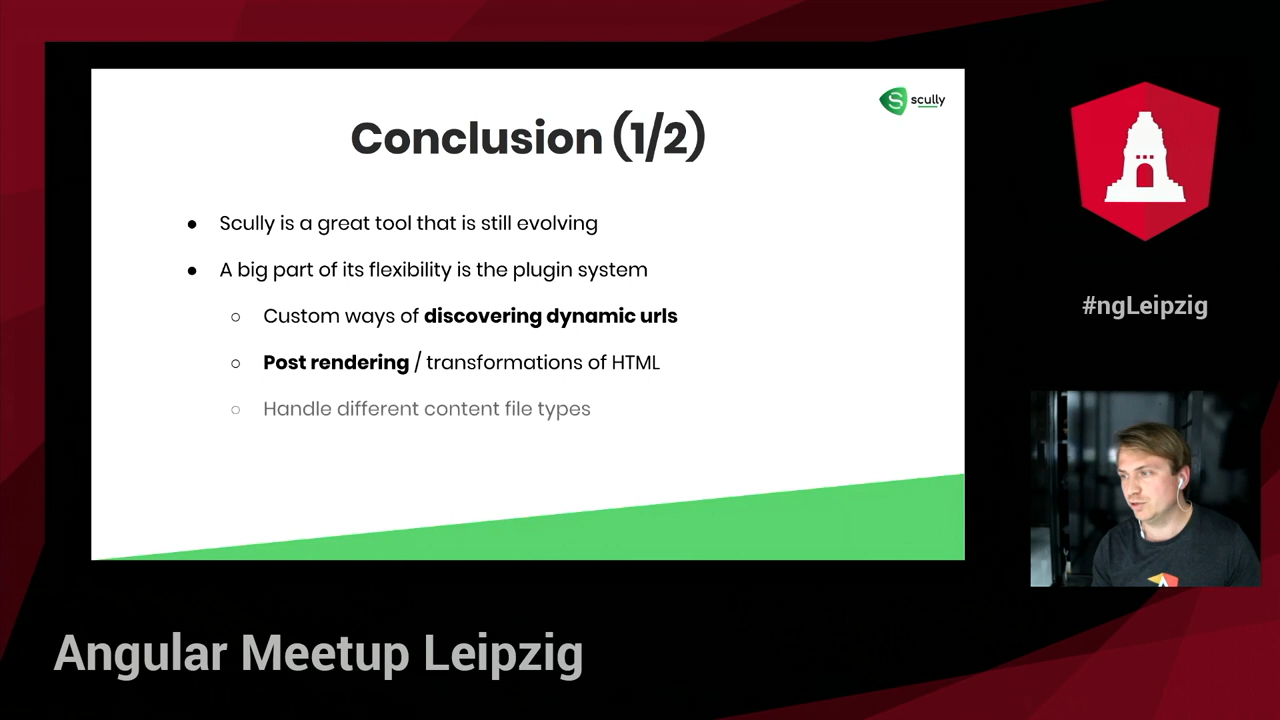 scully
Conclusion (1/2)
● Scully is a great tool that is still evolving
● A big part of its flexibility is the plugin system
○ Custom ways of discovering dynamic urls
○ Post rendering / transformations of HTML
○ Handle different content file types
#ngLeipzig
Angular Meetup Leipzig